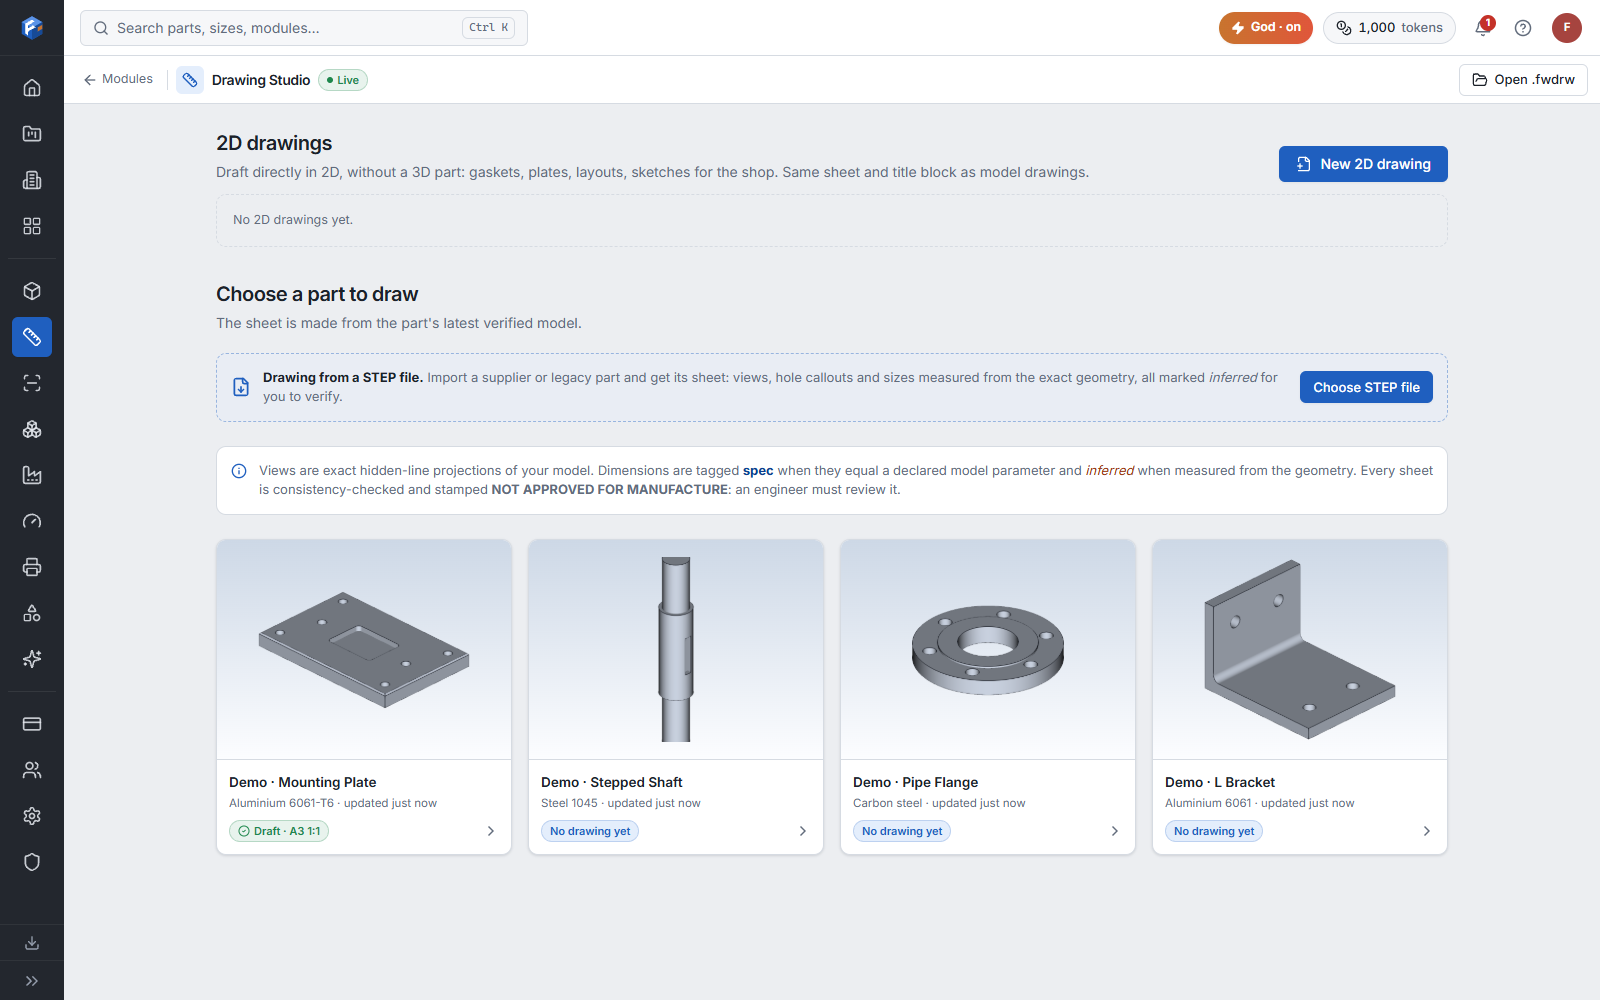 Search parts, sizes, modules...
Ctrl K
God · on
1,000 tokens
1
F
Modules
Drawing Studio
Live
Open .fwdrw
2D drawings
Draft directly in 2D, without a 3D part: gaskets, plates, layouts, sketches for the shop. Same sheet and title block as model drawings.
New 2D drawing
No 2D drawings yet.
Choose a part to draw
The sheet is made from the part's latest verified model.
Drawing from a STEP file. Import a supplier or legacy part and get its sheet: views, hole callouts and sizes measured from the exact geometry, all marked inferred for
you to verify.
Choose STEP file
Views are exact hidden-line projections of your model. Dimensions are tagged spec when they equal a declared model parameter and inferred when measured from the geometry. Every sheet
is consistency-checked and stamped NOT APPROVED FOR MANUFACTURE: an engineer must review it.
Demo · Mounting Plate
Aluminium 6061-T6 · updated just now
Draft · A3 1:1
Demo · Stepped Shaft
Steel 1045 · updated just now
No drawing yet
Demo · Pipe Flange
Carbon steel · updated just now
No drawing yet
Demo · L Bracket
Aluminium 6061 · updated just now
No drawing yet